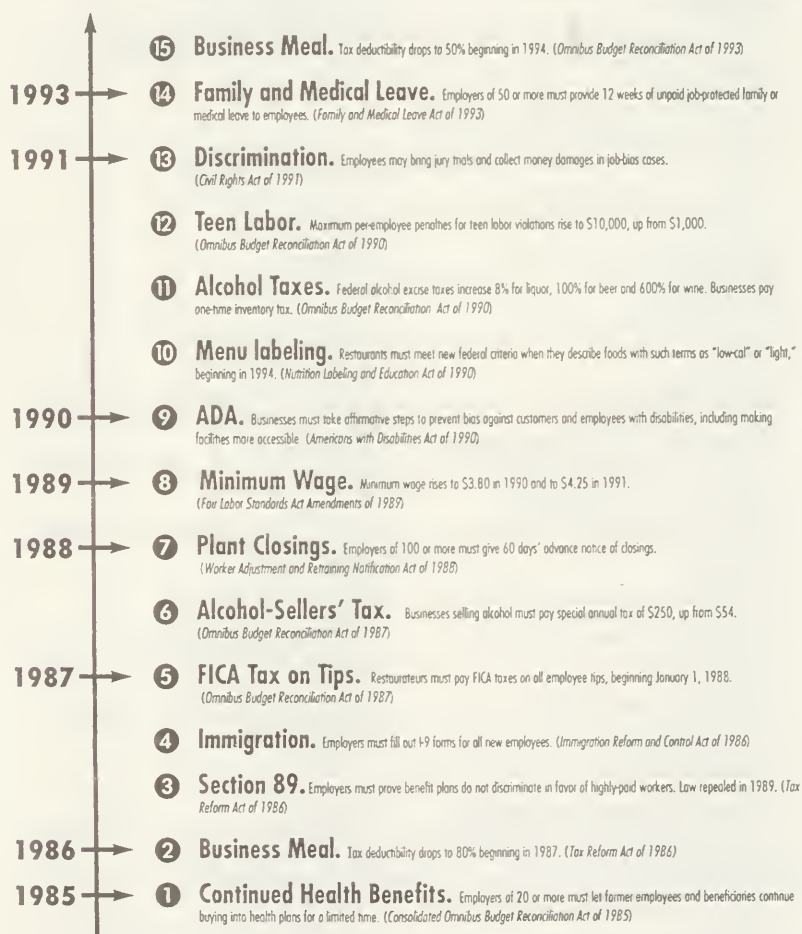 15 Business Meal. Tax deductibility drops to 50% beginning in 1994. (Omnibus Budget Reconciliation Act of 1993)
1993 14 Family and Medical Leave. Employers of 50 or more must provide 12 weeks of unpaid job-protected family or
medical leave to employees. (Family and Medical Leave Act of 1993)
1991 13 Discrimination. Employees may bring jury trials and collect money damages in job-bias cases.
(Civil Rights Act of 1991)
12 Teen Labor. Maximum per-employee penalties for teen labor violations rise to $10,000, up from $1,000.
(Omnibus Budget Reconciliation Act of 1990)
11 Alcohol Taxes. Federal alcohol excise taxes increase 8% for liquor, 100% for beer and 600% for wine. Businesses pay
one-time inventory tax. (Omnibus Budget Reconciliation Act of 1990)
10 Menu labeling. Restaurants must meet new federal criteria when they describe foods with such terms as "low-cal" or "light,"
beginning in 1994. (Nutrition Labeling and Education Act of 1990)
1990 9 ADA. Businesses must take affirmative steps to prevent bias against customers and employees with disabilities, including making
facilities more accessible (Americans with Disabilities Act of 1990)
1989 8 Minimum Wage. Minimum wage rises to $3.80 in 1990 and to $4.25 in 1991.
(Fair Labor Standards Act Amendments of 1989)
1988 7 Plant Closings. Employers of 100 or more must give 60 days' advance notice of closings.
(Worker Adjustment and Retraining Notification Act of 1988)
6 Alcohol-Sellers' Tax. Businesses selling alcohol must pay special annual tax of $250, up from $54.
(Omnibus Budget Reconciliation Act of 1987)
1987 5 FICA Tax on Tips. Restaurateurs must pay FICA taxes on all employee tips, beginning January 1, 1988.
(Omnibus Budget Reconciliation Act of 1987)
4 Immigration. Employers must fill out I-9 forms for all new employees. (Immigration Reform and Control Act of 1986)
3 Section 89. Employers must prove benefit plans do not discriminate in favor of highly-paid workers. Law repealed in 1989. (Tax
Reform Act of 1986)
1986 2 Business Meal. Tax deductibility drops to 80% beginning in 1987. (Tax Reform Act of 1986)
1985 1 Continued Health Benefits. Employers of 20 or more must let former employees and beneficiaries continue
buying into health plans for a limited time. (Consolidated Omnibus Budget Reconciliation Act of 1985)